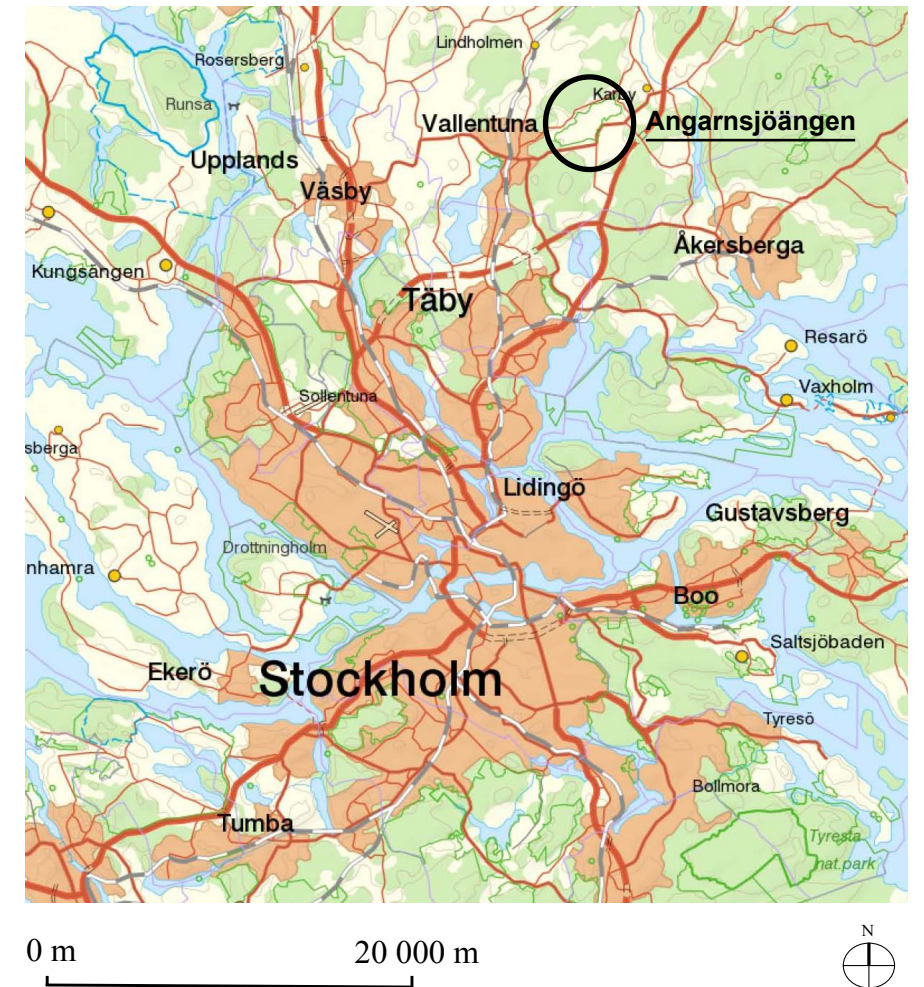 Lindholmen
Rosersberg
Karby
Runsa
Vallentuna
Angarnsjöängen
Upplands
Väsby
Åkersberga
Kungsängen
Täby
Resarö
Vaxholm
Sollentuna
sberga
Lidingö
Gustavsberg
Drottningholm
nhamra
Boo
Saltsjöbaden
Ekerö
Stockholm
Tyresö
Bollmora
Tumba
Tyresta
nat.park
0 m 20 000 m
N